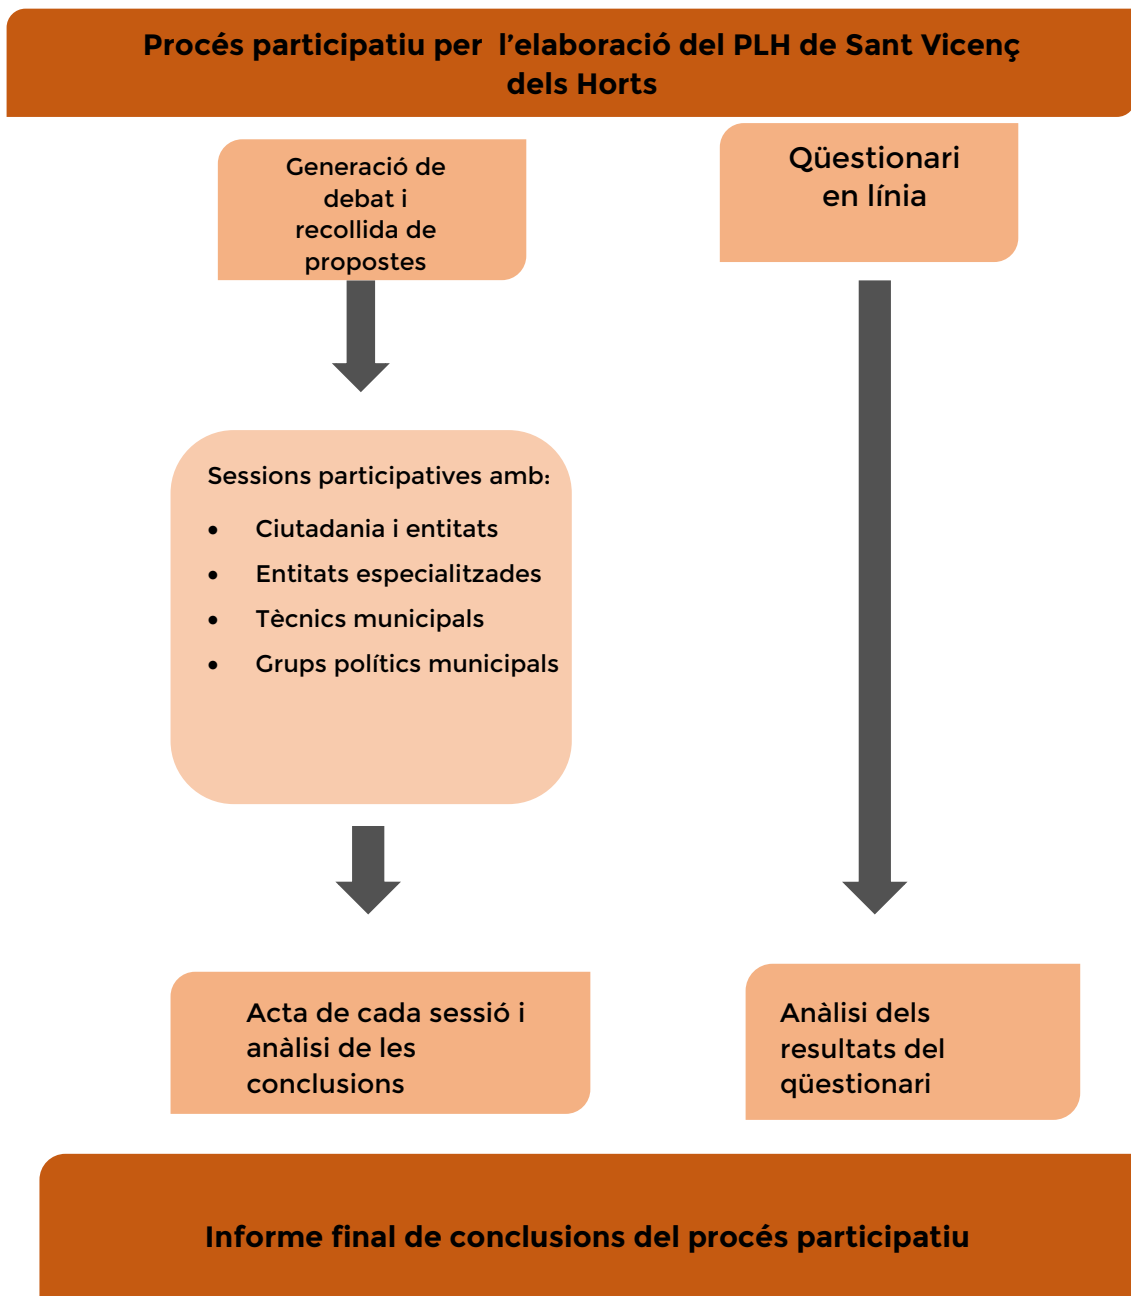 Procés participatiu per l’elaboració del PLH de Sant Vicenç
dels Horts
Generació de
debat i
recollida de
propostes
Qüestionari
en línia
Sessions participatives amb:
• Ciutadania i entitats
• Entitats especialitzades
• Tècnics municipals
• Grups polítics municipals
Acta de cada sessió i
anàlisi de les
conclusions
Anàlisi dels
resultats del
qüestionari
Informe final de conclusions del procés participatiu